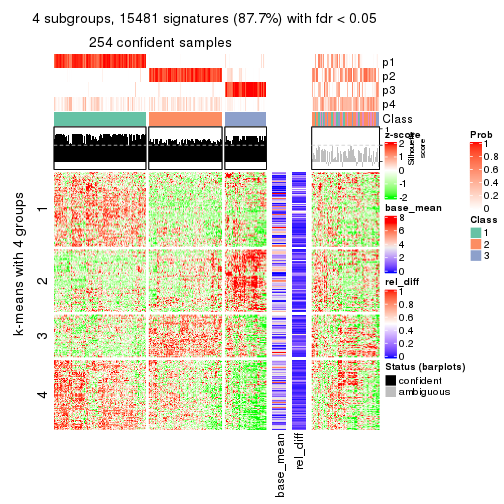 4 subgroups, 15481 signatures (87.7%) with fdr < 0.05
254 confident samples
p1
p2
p3
p4
Class
1
Silhouette
score
z-score
2
1
0
-1
-2
base_mean
8
6
4
2
0
rel_diff
1
0.8
0.6
0.4
0.2
0
Status (barplots)
confident
ambiguous
Prob
1
0.8
0.6
0.4
0.2
0
Class
1
2
3
k-means with 4 groups
1
2
3
4
base_mean
rel_diff